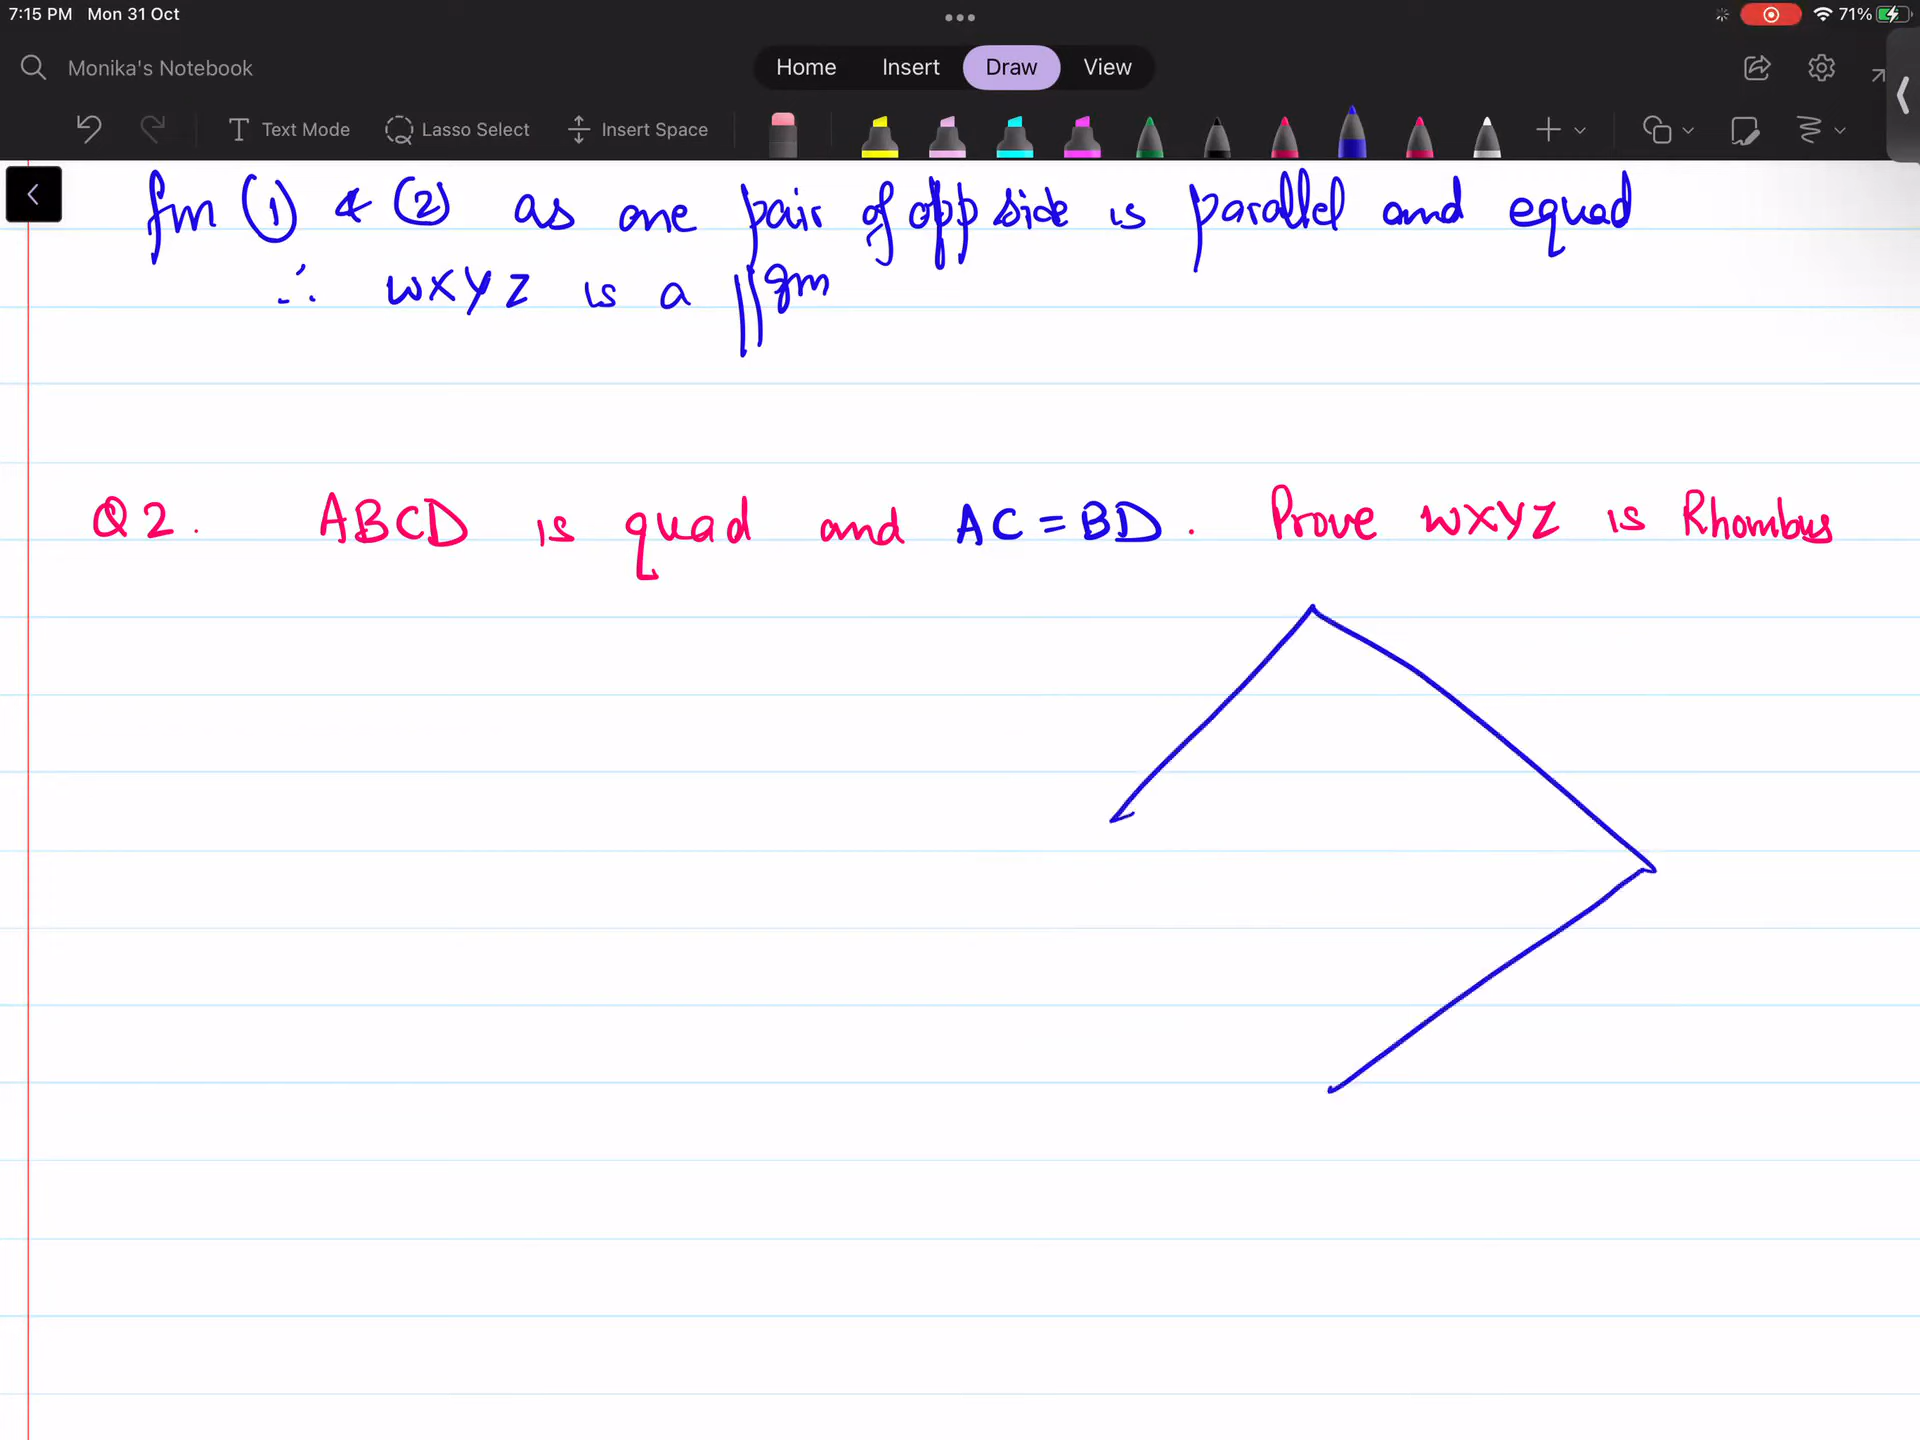 7:15 PM Mon 31 Oct
71%
Monika's Notebook
Home Insert Draw View
Text Mode Lasso Select Insert Space
fm (1) & (2) as one pair of opp side is parallel and equal
∴ WXYZ is a ||gm
Q2. ABCD is quad and AC = BD. Prove WXYZ is Rhombus